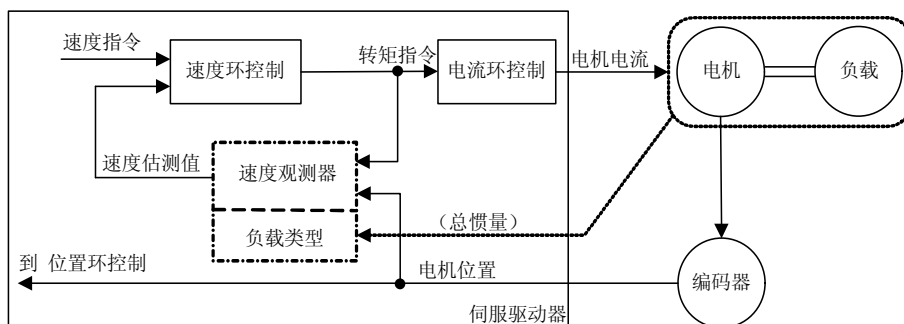 速度指令
速度环控制
转矩指令
电流环控制
电机电流
电机
负载
速度估测值
速度观测器
负载类型
（总惯量）
到 位置环控制
电机位置
编码器
伺服驱动器